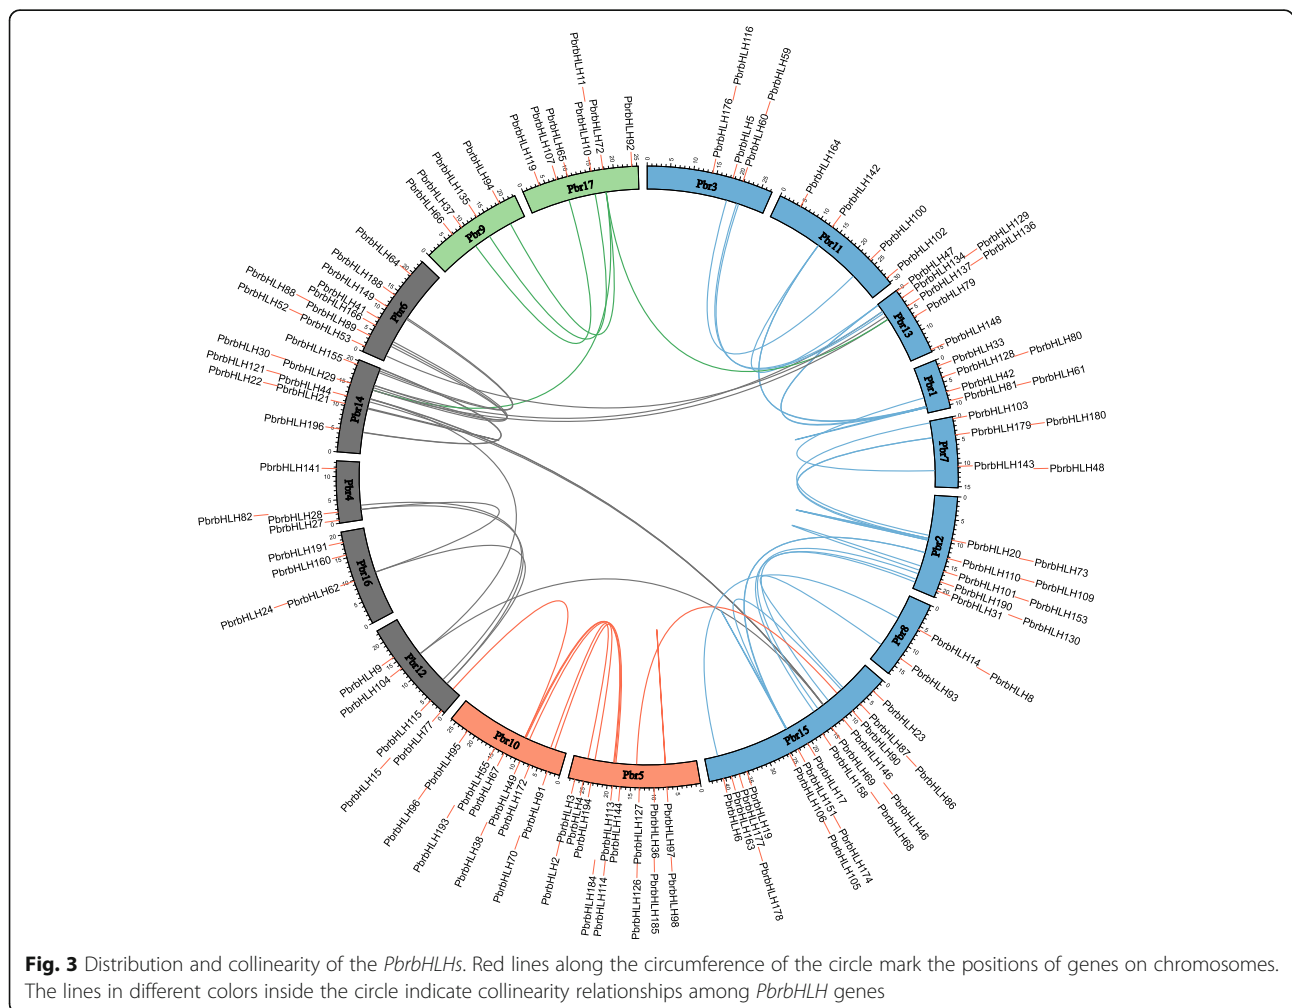 PbrbHLH116
PbrbHLH176
PbrbHLH59
PbrbHLH5
PbrbHLH60
PbrbHLH164
PbrbHLH142
PbrbHLH100
PbrbHLH102
PbrbHLH47
PbrbHLH129
PbrbHLH134
PbrbHLH136
PbrbHLH137
PbrbHLH79
PbrbHLH148
PbrbHLH33
PbrbHLH80
PbrbHLH128
PbrbHLH42
PbrbHLH61
PbrbHLH81
PbrbHLH103
PbrbHLH179
PbrbHLH180
PbrbHLH143
PbrbHLH48
PbrbHLH20
PbrbHLH73
PbrbHLH110
PbrbHLH109
PbrbHLH101
PbrbHLH153
PbrbHLH190
PbrbHLH130
PbrbHLH31
PbrbHLH14
PbrbHLH8
PbrbHLH93
PbrbHLH23
PbrbHLH87
PbrbHLH86
PbrbHLH90
PbrbHLH146
PbrbHLH46
PbrbHLH69
PbrbHLH68
PbrbHLH158
PbrbHLH17
PbrbHLH174
PbrbHLH151
PbrbHLH105
PbrbHLH106
PbrbHLH19
PbrbHLH177
PbrbHLH178
PbrbHLH163
PbrbHLH6
PbrbHLH97
PbrbHLH98
PbrbHLH36
PbrbHLH185
PbrbHLH127
PbrbHLH126
PbrbHLH144
PbrbHLH114
PbrbHLH113
PbrbHLH184
PbrbHLH194
PbrbHLH4
PbrbHLH3
PbrbHLH2
PbrbHLH91
PbrbHLH70
PbrbHLH172
PbrbHLH49
PbrbHLH38
PbrbHLH67
PbrbHLH55
PbrbHLH193
PbrbHLH95
PbrbHLH96
PbrbHLH77
PbrbHLH115
PbrbHLH15
PbrbHLH104
PbrbHLH9
PbrbHLH62
PbrbHLH24
PbrbHLH160
PbrbHLH191
PbrbHLH27
PbrbHLH28
PbrbHLH82
PbrbHLH141
PbrbHLH196
PbrbHLH21
PbrbHLH22
PbrbHLH44
PbrbHLH121
PbrbHLH29
PbrbHLH30
PbrbHLH155
PbrbHLH53
PbrbHLH52
PbrbHLH89
PbrbHLH88
PbrbHLH166
PbrbHLH41
PbrbHLH149
PbrbHLH188
PbrbHLH64
PbrbHLH66
PbrbHLH37
PbrbHLH135
PbrbHLH94
PbrbHLH119
PbrbHLH107
PbrbHLH65
PbrbHLH10
PbrbHLH11
PbrbHLH72
PbrbHLH92
Pbr3
Pbr11
Pbr13
Pbr1
Pbr7
Pbr2
Pbr8
Pbr15
Pbr5
Pbr10
Pbr12
Pbr16
Pbr4
Pbr14
Pbr6
Pbr9
Pbr17
Fig. 3 Distribution and collinearity of the PbrbHLHs. Red lines along the circumference of the circle mark the positions of genes on chromosomes.
The lines in different colors inside the circle indicate collinearity relationships among PbrbHLH genes